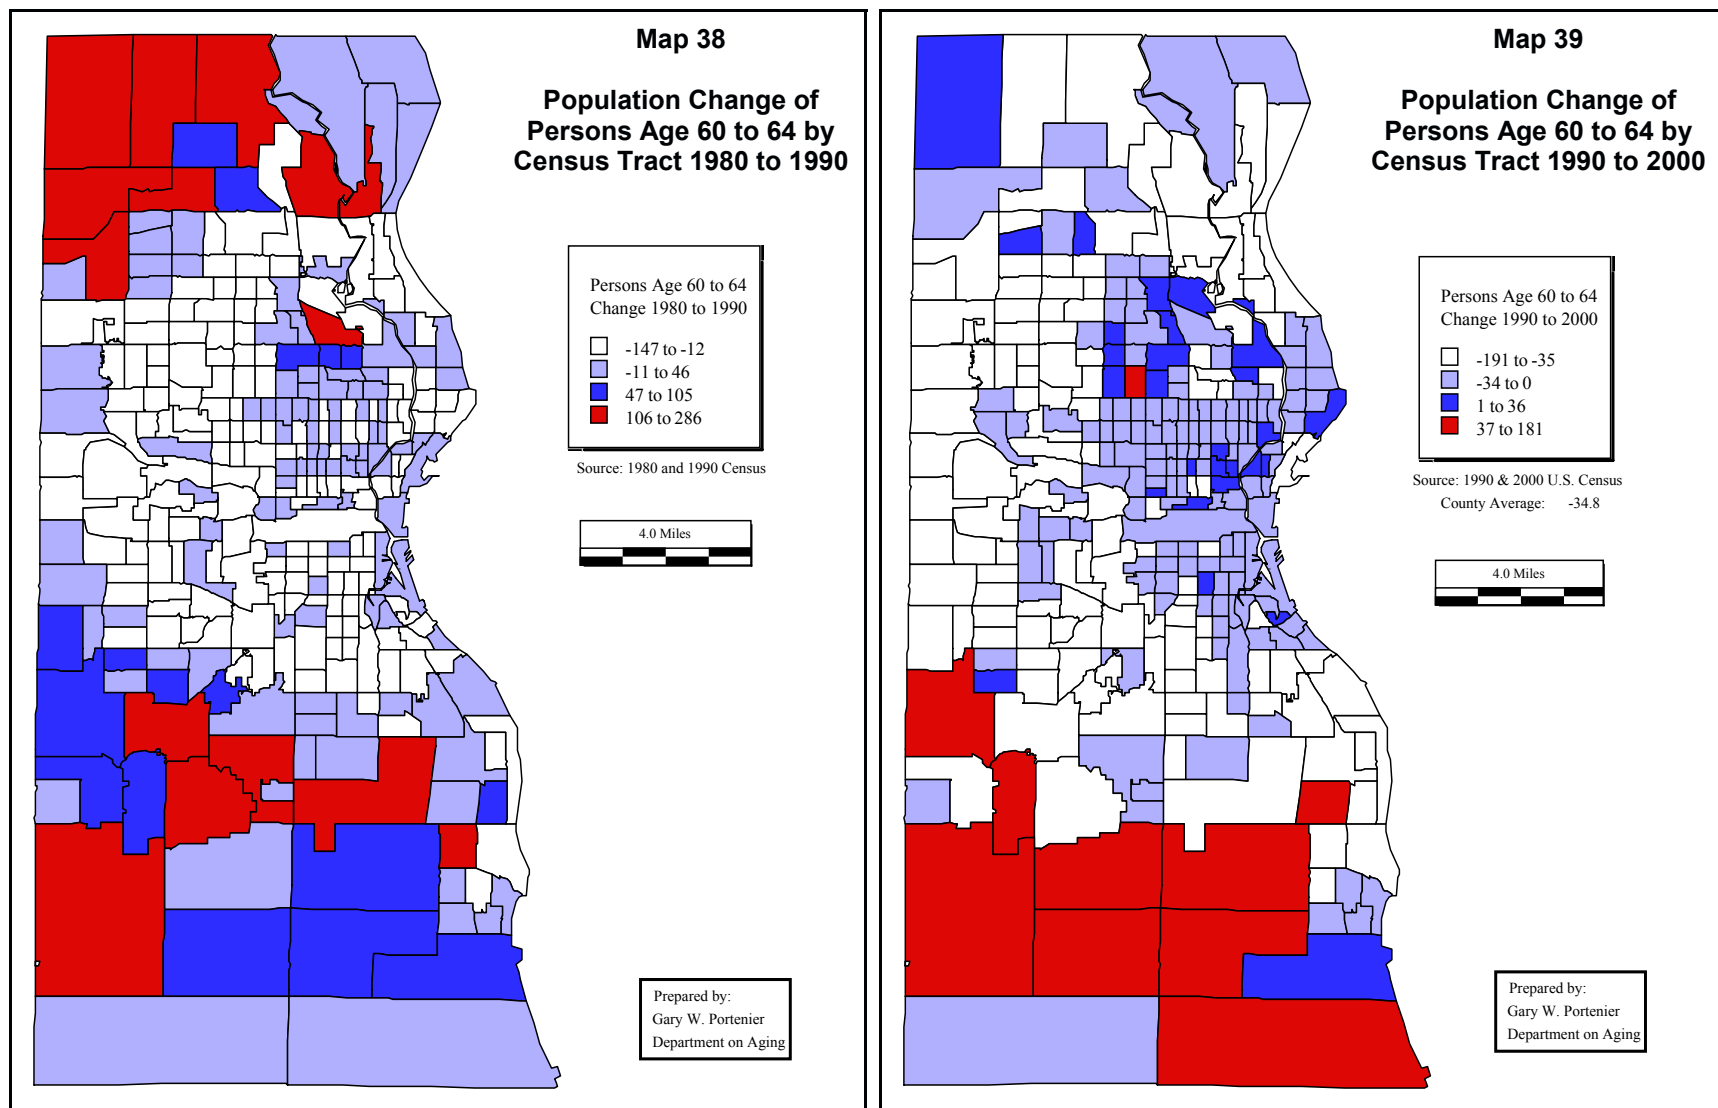 Map 38
Population Change of
Persons Age 60 to 64 by
Census Tract 1980 to 1990
Persons Age 60 to 64
Change 1980 to 1990
-147 to -12
-11 to 46
47 to 105
106 to 286
Source: 1980 and 1990 Census
4.0 Miles
Prepared by:
Gary W. Portenier
Department on Aging
Map 39
Population Change of
Persons Age 60 to 64 by
Census Tract 1990 to 2000
Persons Age 60 to 64
Change 1990 to 2000
-191 to -35
-34 to 0
1 to 36
37 to 181
Source: 1990 & 2000 U.S. Census
County Average: -34.8
4.0 Miles
Prepared by:
Gary W. Portenier
Department on Aging